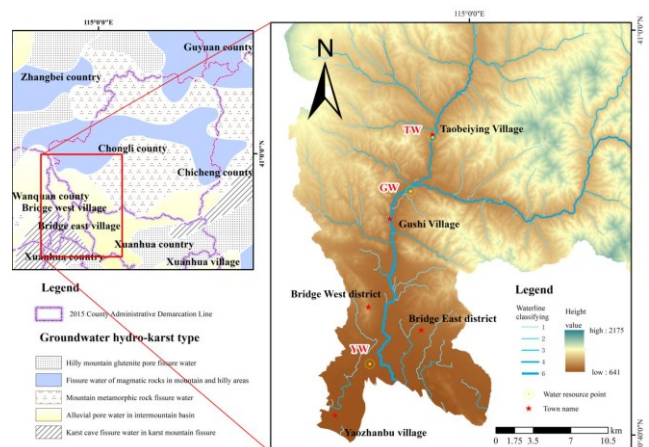 115°0'0"E
Guyuan county
Zhangbei country
Chongli county
41°0'0"N
Chicheng county
Wanquan county
Bridge west village
Bridge east village
Xuanhua country
Xuanhua county
Xuanhua village
Legend
2015 County Administrative Demarcation Line
Groundwater hydro-karst type
Hilly mountain glutenite pore fissure water
Fissure water of magmatic rocks in mountain and hilly areas
Mountain metamorphic rock fissure water
Alluvial pore water in intermountain basin
Karst cave fissure water in karst mountain fissure
115°0'0"E
N
TW
Taobeiying Village
GW
Gushi Village
Bridge West district
Bridge East district
YW
Yaozhanbu village
Legend
Waterline classifying
Height value
1
2
3
4
5
6
high : 2175
low : 641
Water resource point
Town name
km
0 1.75 3.5 7 10.5